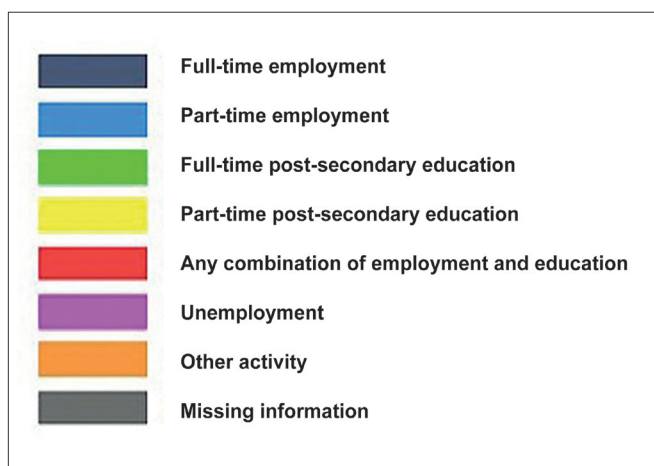 Full-time employment
Part-time employment
Full-time post-secondary education
Part-time post-secondary education
Any combination of employment and education
Unemployment
Other activity
Missing information